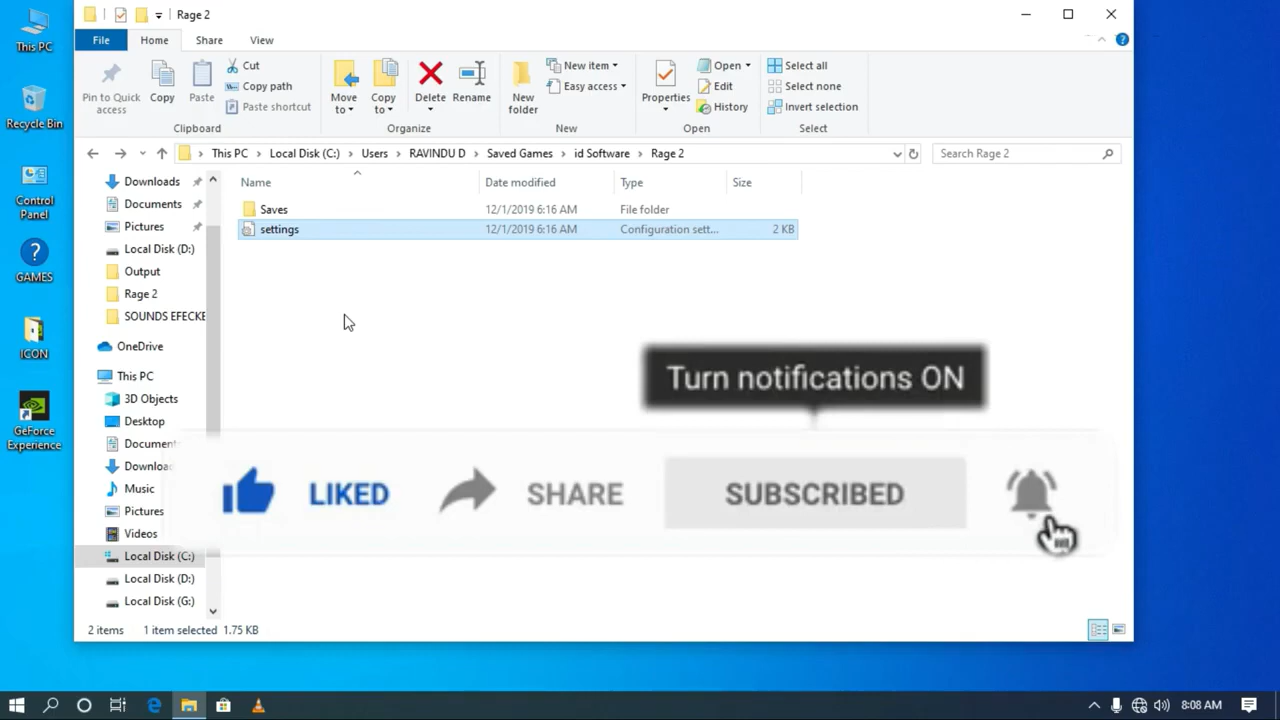 Rage 2
File
Home
Share
View
Pin to Quick access
Copy
Paste
Cut
Copy path
Paste shortcut
Clipboard
Move to
Copy to
Delete
Rename
Organize
New folder
New item
Easy access
New
Properties
Open
Edit
History
Open
Select all
Select none
Invert selection
Select
This PC > Local Disk (C:) > Users > RAVINDU D > Saved Games > id Software > Rage 2
Search Rage 2
Name Date modified Type Size
Saves 12/1/2019 6:16 AM File folder
settings 12/1/2019 6:16 AM Configuration sett... 2 KB
Downloads
Documents
Pictures
Local Disk (D:)
Output
Rage 2
SOUNDS EFECKE
OneDrive
This PC
3D Objects
Desktop
Document
Downloa
Music
Pictures
Videos
Local Disk (C:)
Local Disk (D:)
Local Disk (G:)
2 items 1 item selected 1.75 KB
Turn notifications ON
LIKED
SHARE
SUBSCRIBED
This PC
Recycle Bin
Control Panel
GAMES
ICON
GeForce Experience
8:08 AM